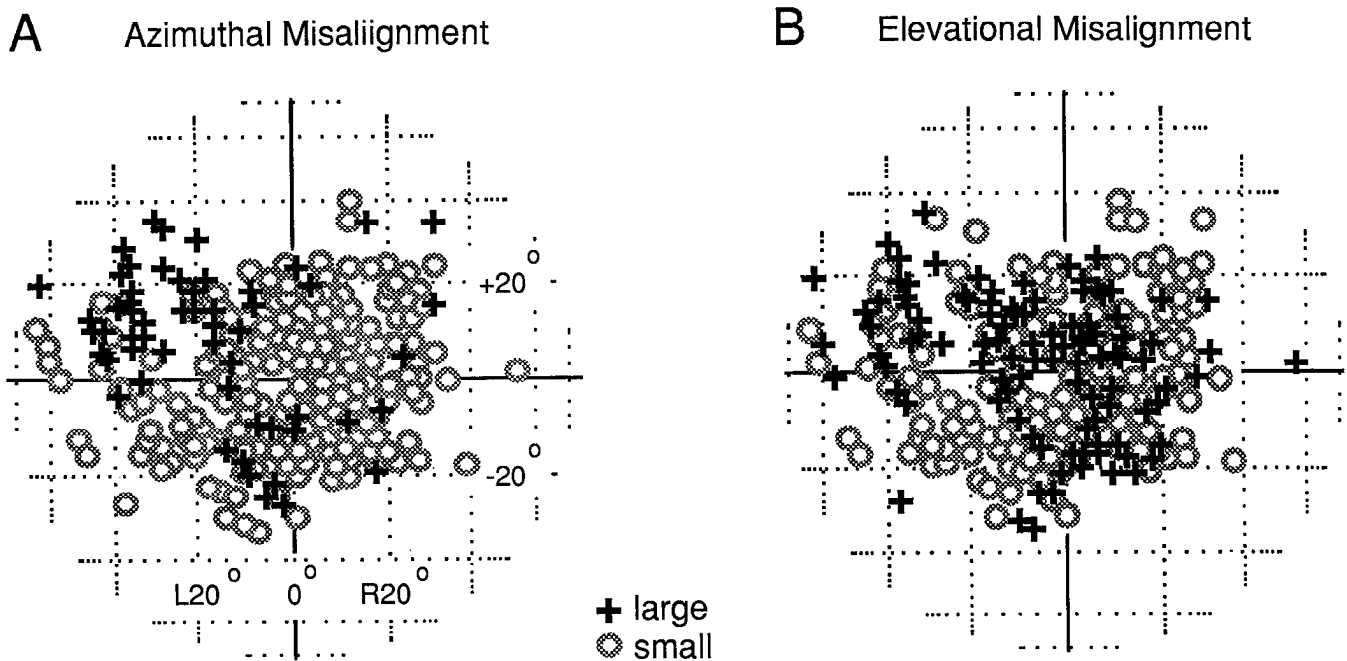 A Azimuthal Misaliignment
B Elevational Misalignment
+20 o
-20 o
L20 o 0 o R20 o
large
small